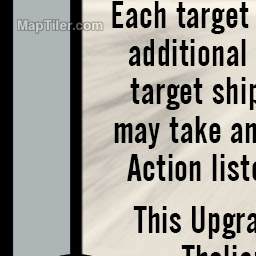 MapTiler.com
Each target
additional
target ship
may take an
Action liste
This Upgra